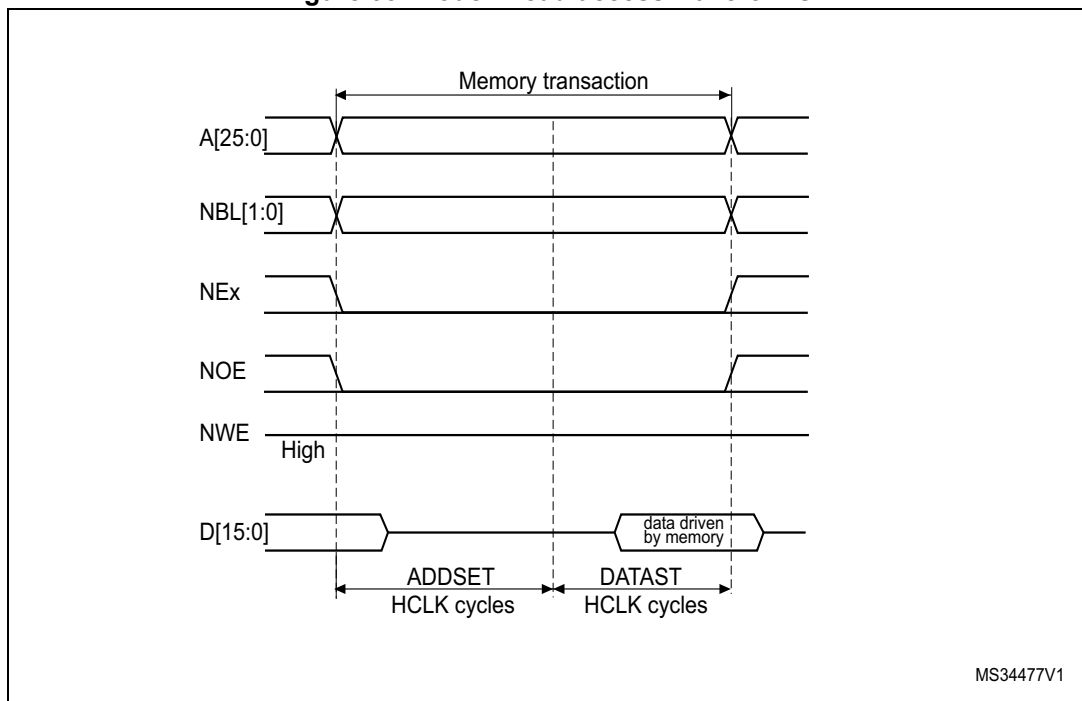 Memory transaction
A[25:0]
NBL[1:0]
NEx
NOE
NWE
High
D[15:0]
data driven
by memory
ADDSET DATAST
HCLK cycles HCLK cycles
MS34477V1